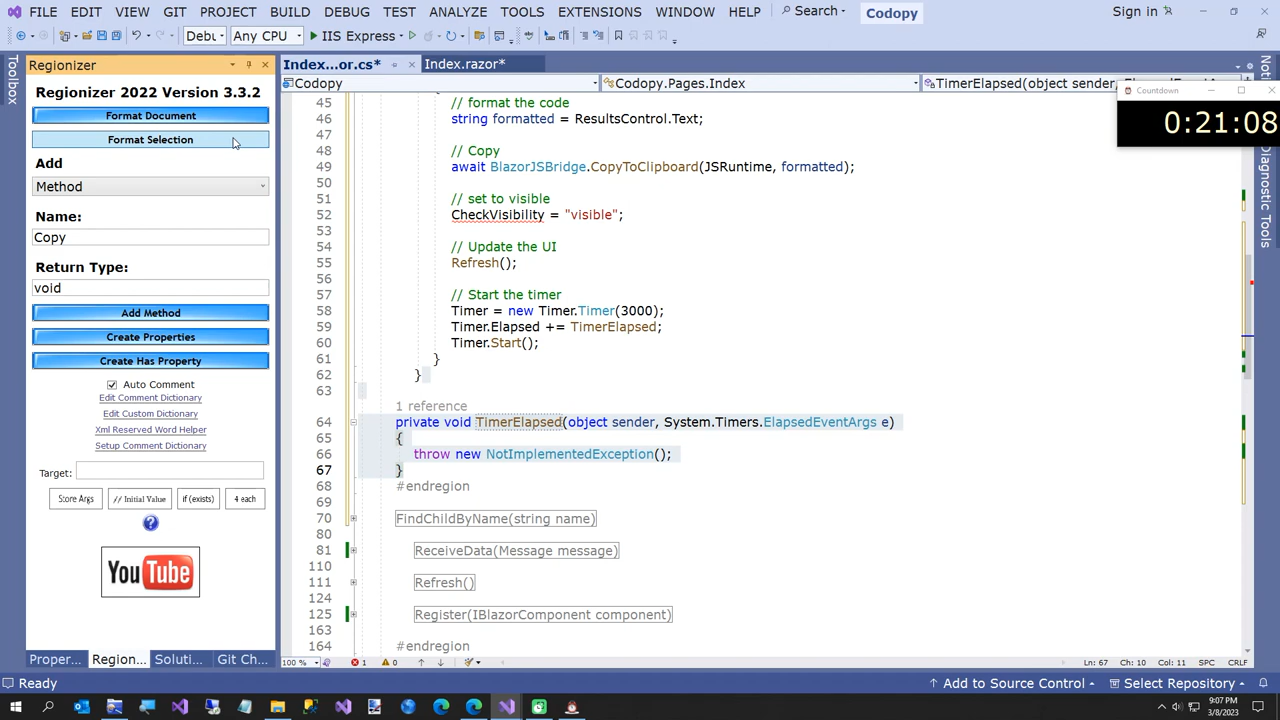 FILE EDIT VIEW GIT PROJECT BUILD DEBUG TEST ANALYZE TOOLS EXTENSIONS WINDOW HELP Search Codopy Sign in
Debu Any CPU IIS Express
Toolbox
Regionizer
Regionizer 2022 Version 3.3.2
Format Document
Format Selection
Add
Method
Name:
Copy
Return Type:
void
Add Method
Create Properties
Create Has Property
Auto Comment
Edit Comment Dictionary
Edit Custom Dictionary
Xml Reserved Word Helper
Setup Comment Dictionary
Target:
Store Args // Initial Value if (exists) 4 each
?
YouTube
Proper... Region... Soluti... Git Ch...
Index...or.cs* Index.razor*
Codopy Codopy.Pages.Index TimerElapsed(object sender,
45 // format the code
46 string formatted = ResultsControl.Text;
47
48 // Copy
49 await BlazorJSBridge.CopyToClipboard(JSRuntime, formatted);
50
51 // set to visible
52 CheckVisibility = "visible";
53
54 // Update the UI
55 Refresh();
56
57 // Start the timer
58 Timer = new Timer.Timer(3000);
59 Timer.Elapsed += TimerElapsed;
60 Timer.Start();
61 }
62 }
63
1 reference
64 private void TimerElapsed(object sender, System.Timers.ElapsedEventArgs e)
65 {
66 throw new NotImplementedException();
67 }
68 #endregion
69
70 FindChildByName(string name)
80
81 ReceiveData(Message message)
110
111 Refresh()
124
125 Register(IBlazorComponent component)
163
164 #endregion
100 % 1 0 Ln: 67 Ch: 10 Col: 11 SPC CRLF
Countdown
0:21:08
Diagnostic Tools
Ready Add to Source Control Select Repository
9:07 PM
3/8/2023